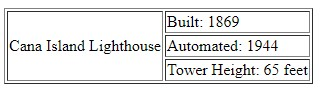 Cana Island Lighthouse
Built: 1869
Automated: 1944
Tower Height: 65 feet